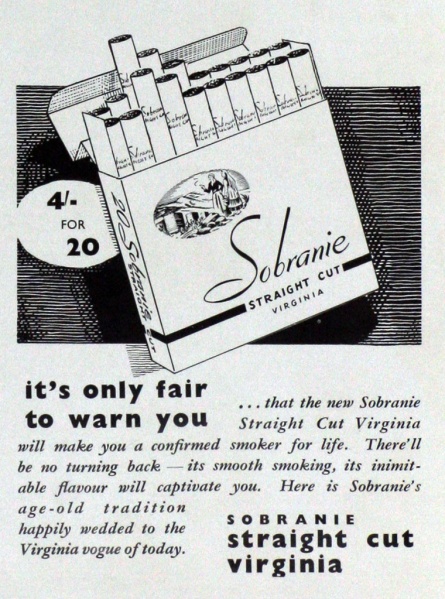 4/-
FOR
20
20 Sobranie
Sobranie
STRAIGHT CUT
VIRGINIA
it's only fair
to warn you
...that the new Sobranie
Straight Cut Virginia
will make you a confirmed smoker for life. There'll
be no turning back — its smooth smoking, its inimit-
able flavour will captivate you. Here is Sobranie's
age-old tradition
happily wedded to the
Virginia vogue of today.
SOBRANIE
straight cut
virginia